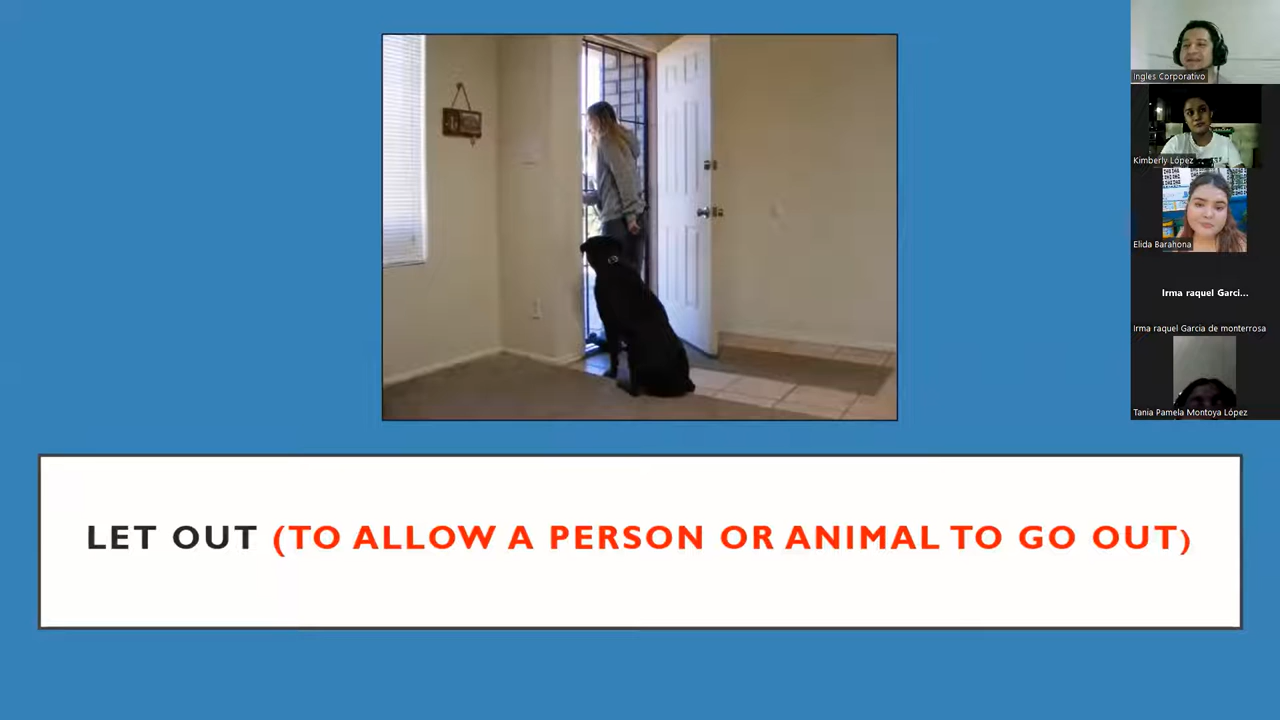 LET OUT (TO ALLOW A PERSON OR ANIMAL TO GO OUT)
Ingles Corporativo
Kimberly López
Elida Barahona
Irma raquel Garci...
Irma raquel Garcia de monterrosa
Tania Pamela Montoya López